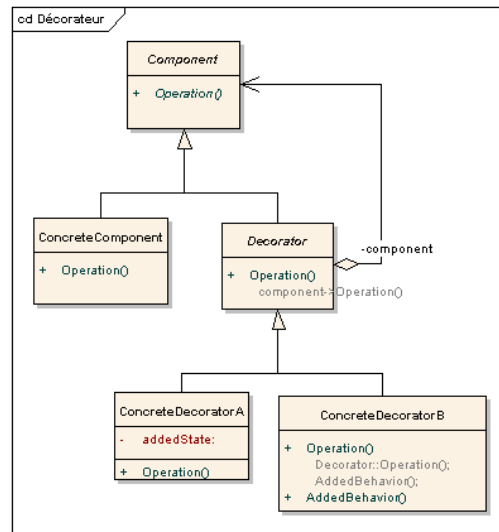 cd Décorateur
Component
+ Operation()
ConcreteComponent
+ Operation()
Decorator
+ Operation()
component->Operation()
-component
ConcreteDecoratorA
- addedState:
+ Operation()
ConcreteDecoratorB
+ Operation()
Decorator::Operation();
AddedBehavior();
+ AddedBehavior()